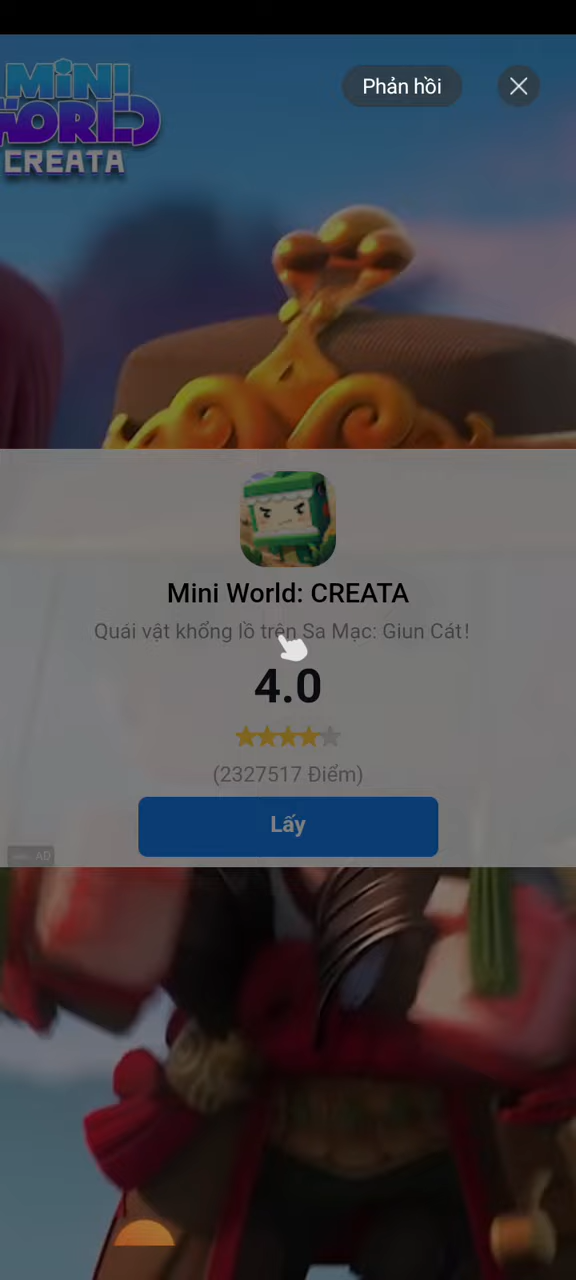 MINI
WORLD
CREATA
Phản hồi
Mini World: CREATA
Quái vật khổng lồ trên Sa Mạc: Giun Cát!
4.0
(2327517 Điểm)
Lấy
AD